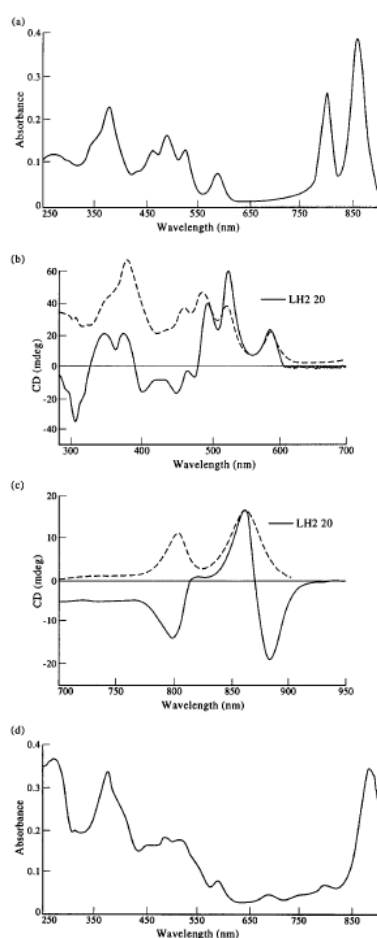 (a)
0.4
0.3
0.2
0.1
0
Absorbance
250 350 450 550 650 750 850
Wavelength (nm)
(b)
60
40
20
0
-20
-40
CD (mdeg)
LH2 20
300 400 500 600 700
Wavelength (nm)
(c)
20
10
0
-10
-20
CD (mdeg)
LH2 20
700 750 800 850 900 950
Wavelength (nm)
(d)
0.4
0.3
0.2
0.1
0
Absorbance
250 350 450 550 650 750 850
Wavelength (nm)